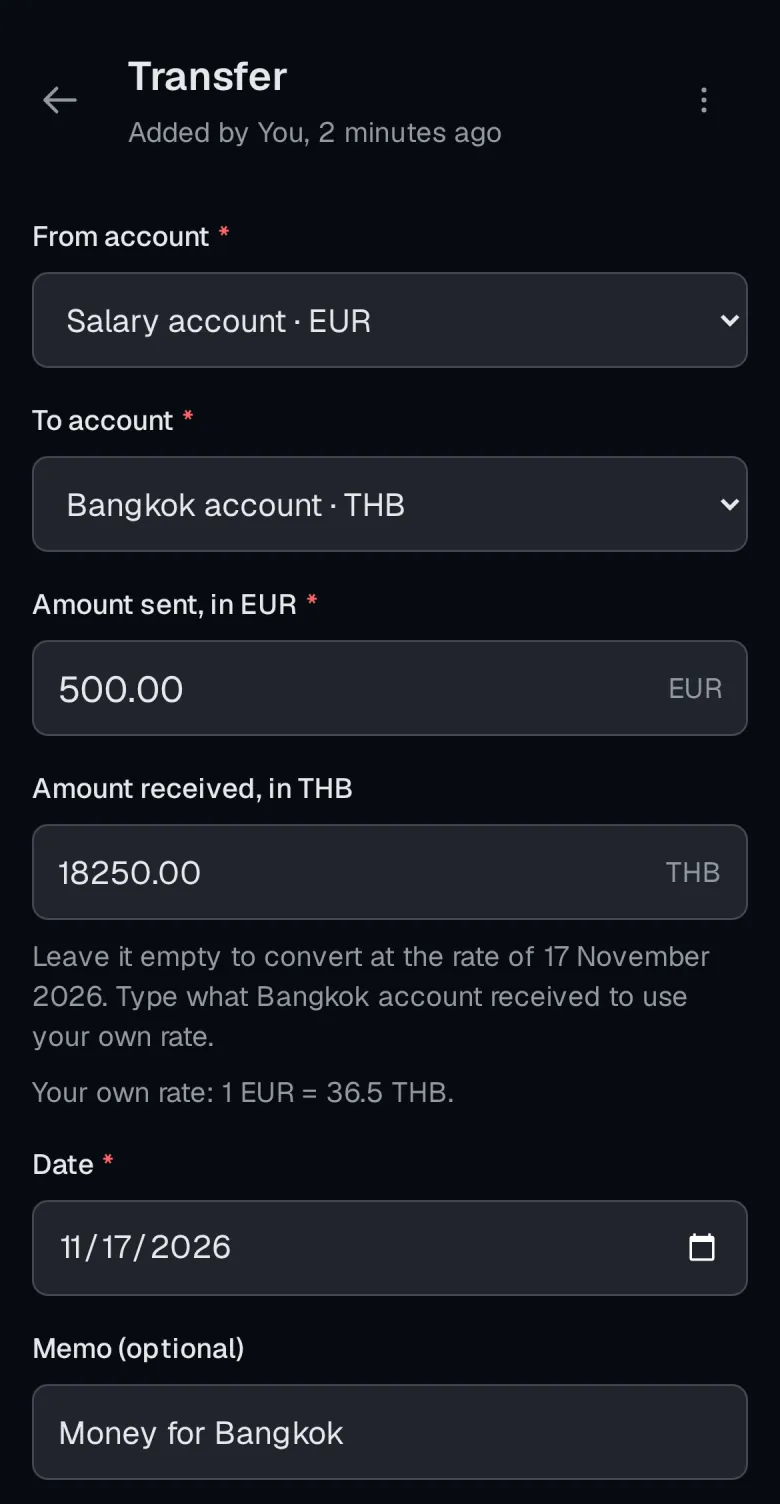 Transfer
Added by You, 2 minutes ago
From account *
Salary account · EUR
To account *
Bangkok account · THB
Amount sent, in EUR *
500.00 EUR
Amount received, in THB
18250.00 THB
Leave it empty to convert at the rate of 17 November
2026. Type what Bangkok account received to use
your own rate.
Your own rate: 1 EUR = 36.5 THB.
Date *
11/17/2026
Memo (optional)
Money for Bangkok